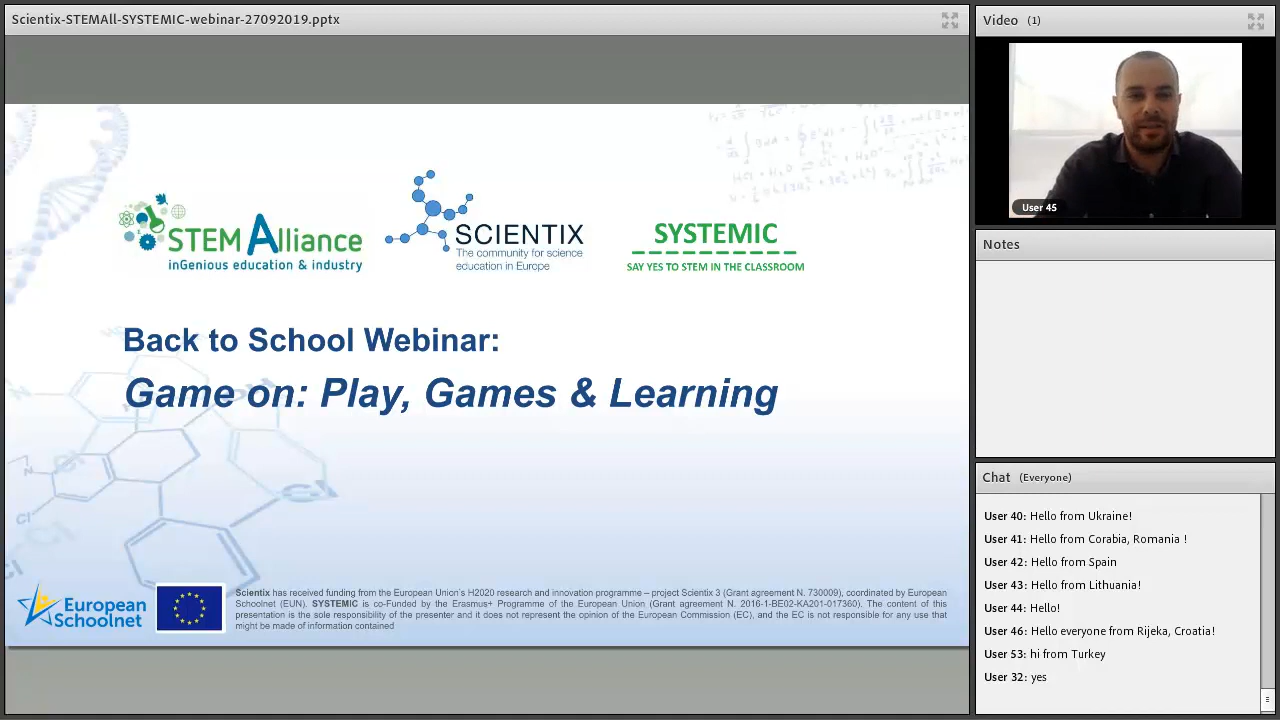 Scientix-STEMAll-SYSTEMIC-webinar-27092019.pptx
STEM Alliance
inGenious education & industry
SCIENTIX
The community for science
education in Europe
SYSTEMIC
SAY YES TO STEM IN THE CLASSROOM
Back to School Webinar:
Game on: Play, Games & Learning
European
Schoolnet
Scientix has received funding from the European Union's H2020 research and innovation programme – project Scientix 3 (Grant agreement N. 730009), coordinated by European
Schoolnet (EUN). SYSTEMIC is co-Funded by the Erasmus+ Programme of the European Union (Grant agreement N. 2016-1-BE02-KA201-017360). The content of this
presentation is the sole responsibility of the presenter and it does not represent the opinion of the European Commission (EC), and the EC is not responsible for any use that
might be made of information contained
Video (1)
User 45
Notes
Chat (Everyone)
User 40: Hello from Ukraine!
User 41: Hello from Corabia, Romania !
User 42: Hello from Spain
User 43: Hello from Lithuania!
User 44: Hello!
User 46: Hello everyone from Rijeka, Croatia!
User 53: hi from Turkey
User 32: yes